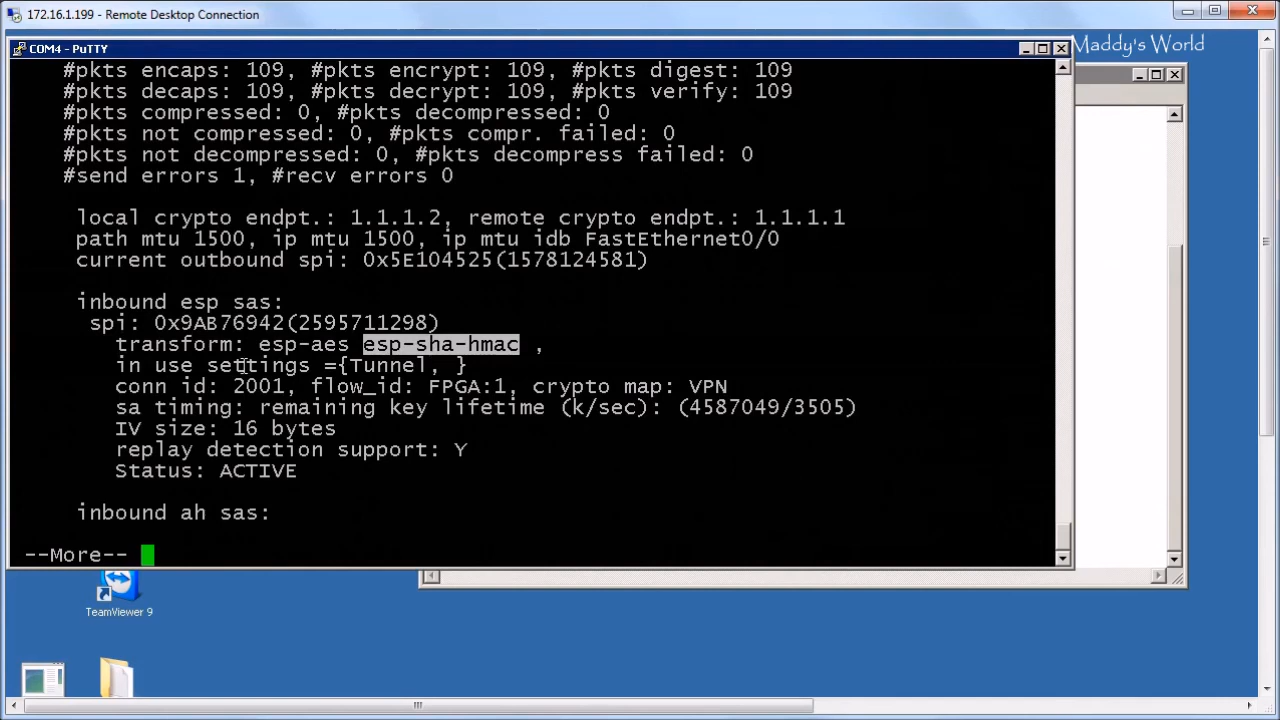 172.16.1.199 - Remote Desktop Connection
Maddy's World
COM4 - PuTTY
#pkts encaps: 109, #pkts encrypt: 109, #pkts digest: 109
#pkts decaps: 109, #pkts decrypt: 109, #pkts verify: 109
#pkts compressed: 0, #pkts decompressed: 0
#pkts not compressed: 0, #pkts compr. failed: 0
#pkts not decompressed: 0, #pkts decompress failed: 0
#send errors 1, #recv errors 0
local crypto endpt.: 1.1.1.2, remote crypto endpt.: 1.1.1.1
path mtu 1500, ip mtu 1500, ip mtu idb FastEthernet0/0
current outbound spi: 0x5E104525(1578124581)
inbound esp sas:
spi: 0x9AB76942(2595711298)
transform: esp-aes esp-sha-hmac ,
in use settings ={Tunnel, }
conn id: 2001, flow_id: FPGA:1, crypto map: VPN
sa timing: remaining key lifetime (k/sec): (4587049/3505)
IV size: 16 bytes
replay detection support: Y
Status: ACTIVE
inbound ah sas:
--More--
TeamViewer 9